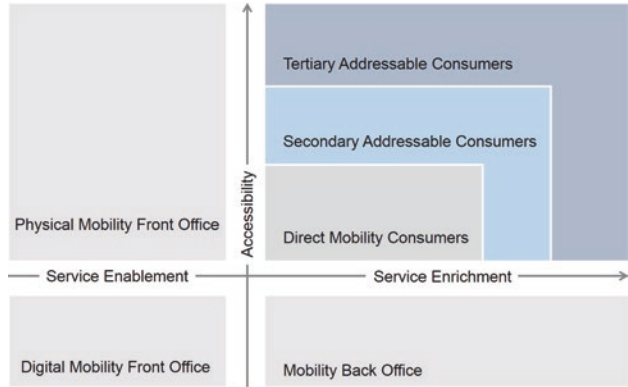 Tertiary Addressable Consumers
Secondary Addressable Consumers
Physical Mobility Front Office
Accessibility
Direct Mobility Consumers
Service Enablement
Service Enrichment
Digital Mobility Front Office
Mobility Back Office